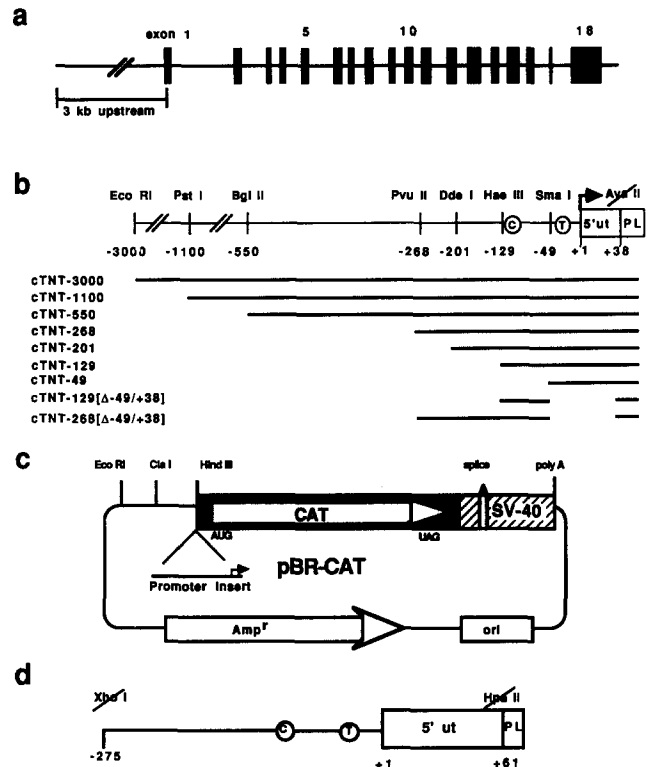 a
exon 1 5 10 18
3 kb upstream
b
Eco RI Pst I Bgl II Pvu II Dde I Hae III Sma I Ava II
C T 5'ut PL
-3000 -1100 -550 -268 -201 -129 -49 +1 +38
cTNT-3000
cTNT-1100
cTNT-550
cTNT-268
cTNT-201
cTNT-129
cTNT-49
cTNT-129[Δ-49/+38]
cTNT-268[Δ-49/+38]
c
Eco RI Cla I Hind III splice poly A
CAT SV-40
AUG UAG
pBR-CAT
Promoter Insert
Ampr ori
d
Xho I Hpa II
C T 5' ut PL
-275 +1 +61